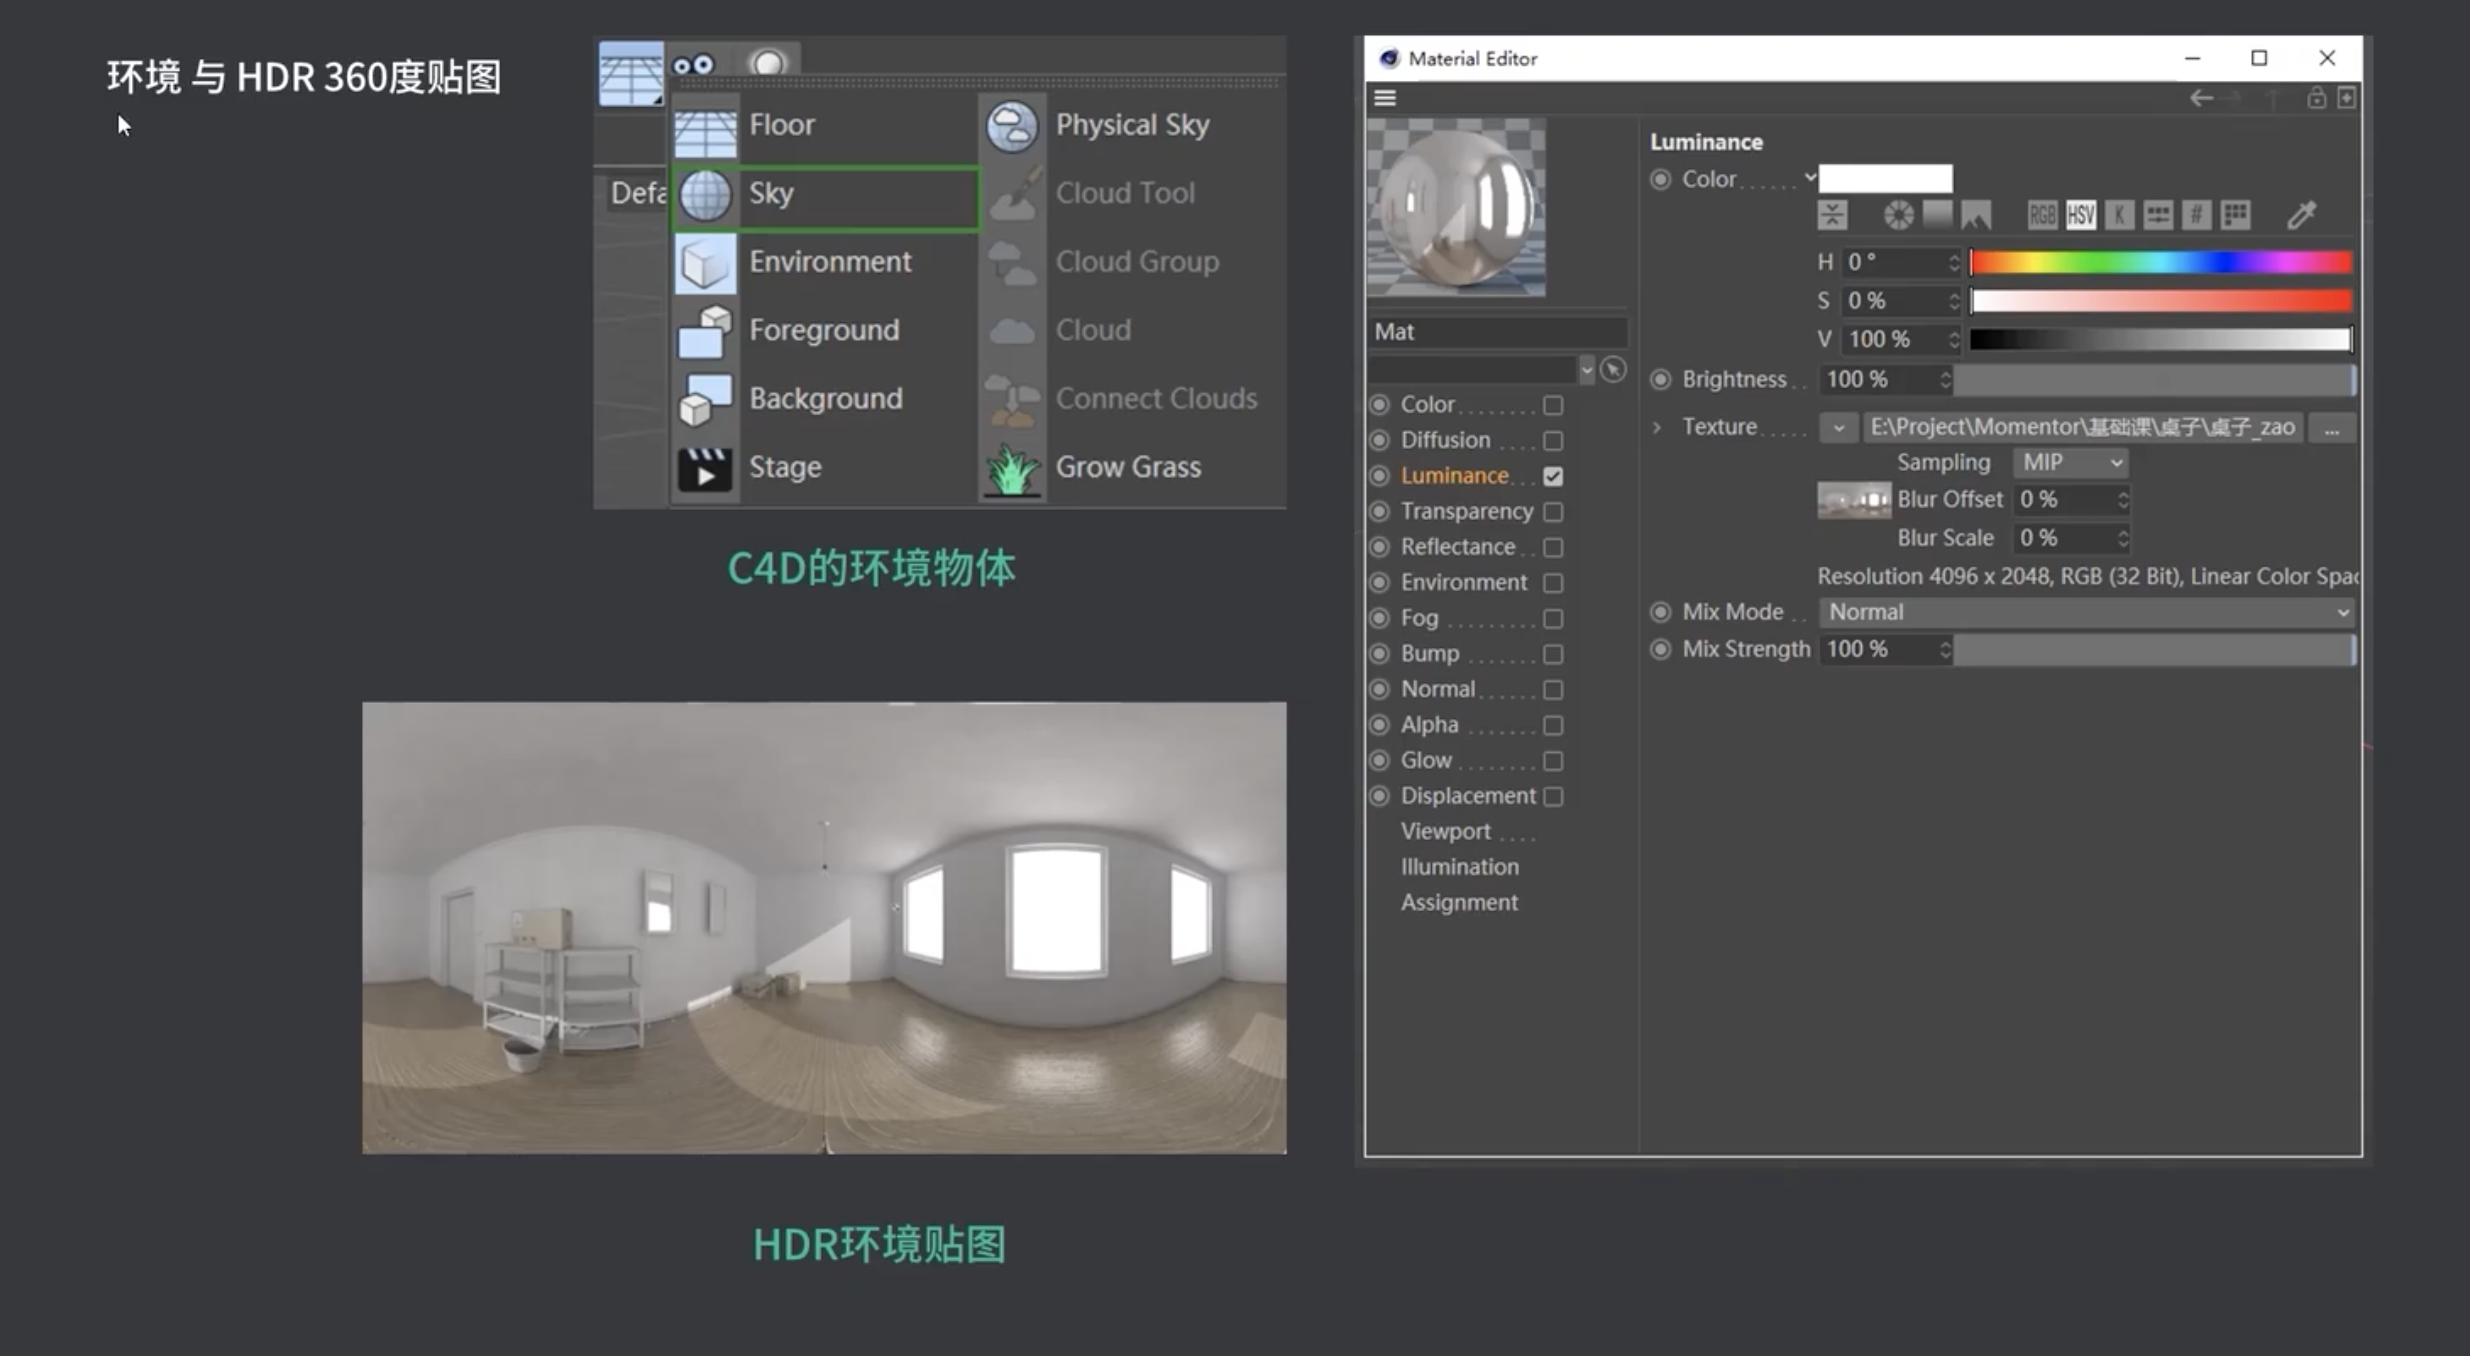 环境 与 HDR 360度贴图
Floor
Physical Sky
Defa
Sky
Cloud Tool
Environment
Cloud Group
Foreground
Cloud
Background
Connect Clouds
Stage
Grow Grass
C4D的环境物体
HDR环境贴图
Material Editor
Mat
Color
Diffusion
Luminance
Transparency
Reflectance
Environment
Fog
Bump
Normal
Alpha
Glow
Displacement
Viewport
Illumination
Assignment
Luminance
Color
RGB HSV K #
H 0 °
S 0 %
V 100 %
Brightness 100 %
Texture E:\Project\Momentor\基础课\桌子\桌子_zao ...
Sampling MIP
Blur Offset 0 %
Blur Scale 0 %
Resolution 4096 x 2048, RGB (32 Bit), Linear Color Spac
Mix Mode Normal
Mix Strength 100 %